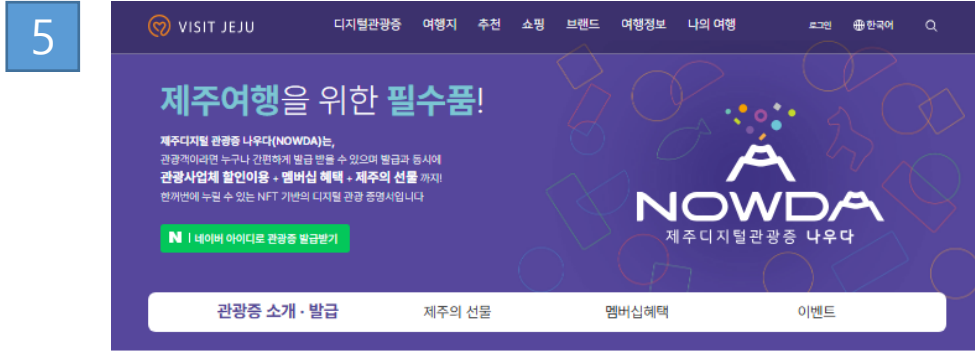 5
VISIT JEJU
디지털관광증 여행지 추천 쇼핑 브랜드 여행정보 나의 여행 로그인 한국어
제주여행을 위한 필수품!
제주디지털 관광증 나우다(NOWDA)는,
관광객이라면 누구나 간편하게 발급 받을 수 있으며 발급과 동시에
관광사업체 할인이용 + 멤버십 혜택 + 제주의 선물 까지!
한꺼번에 누릴 수 있는 NFT 기반의 디지털 관광 증명서입니다
N | 네이버 아이디로 관광증 발급받기
NOWDA
제주디지털관광증 나우다
관광증 소개 · 발급 제주의 선물 멤버십혜택 이벤트